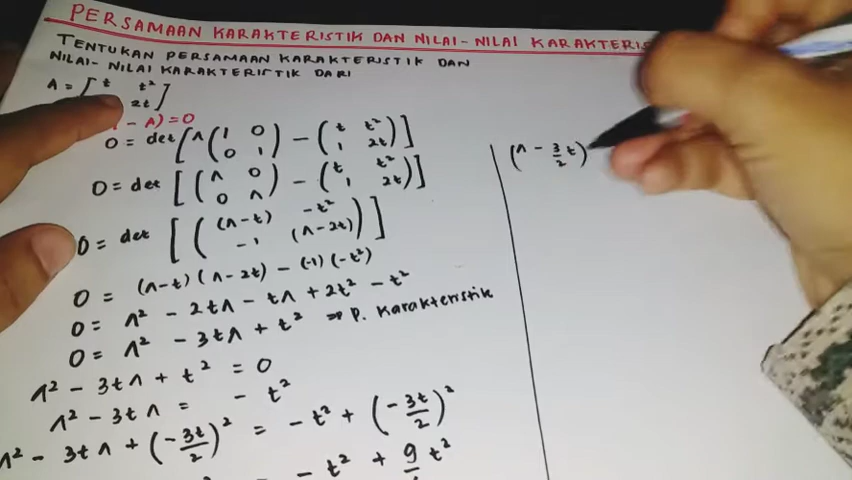 PERSAMAAN KARAKTERISTIK DAN NILAI-NILAI KARAKTERIS
TENTUKAN PERSAMAAN KARAKTERISTIK DAN
NILAI-NILAI KARAKTERISTIK DARI
A = [ t t²
2t ]
- A) = 0
0 = det [ Λ ( 1 0 0 1 ) - ( t t² 1 2t ) ]
0 = det [ ( Λ 0 0 Λ ) - ( t t² 1 2t ) ]
0 = det [ ( (Λ-t) -t² -1 (Λ-2t) ) ]
0 = (Λ-t) (Λ-2t) - (-1) (-t²)
0 = Λ² - 2tΛ - tΛ + 2t² - t²
0 = Λ² - 3tΛ + t² ⇒ P. Karakteristik
Λ² - 3tΛ + t² = 0
Λ² - 3tΛ = - t²
Λ² - 3tΛ + (-3t/2)² = -t² + (-3t/2)²
- t² + 9/ t²
(Λ - 3/2 t)